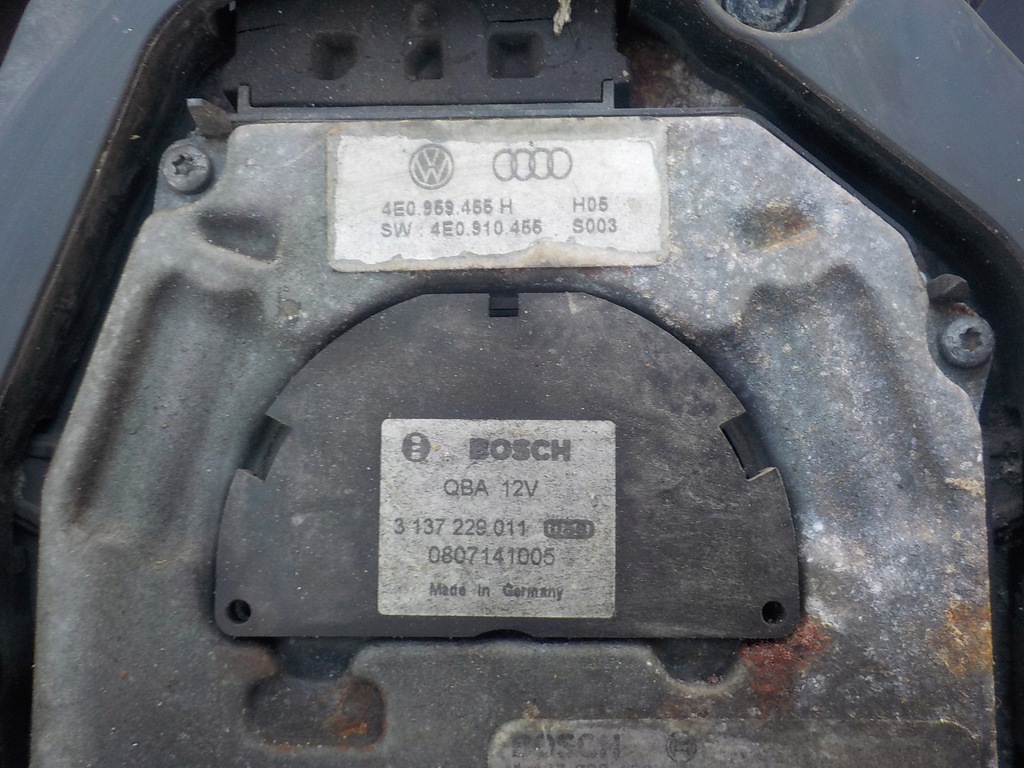 4E0.959.455 H H05
SW : 4E0.910.455 S003
BOSCH
QBA 12V
3 137 229 011
0807141005
Made in Germany
BOSCH